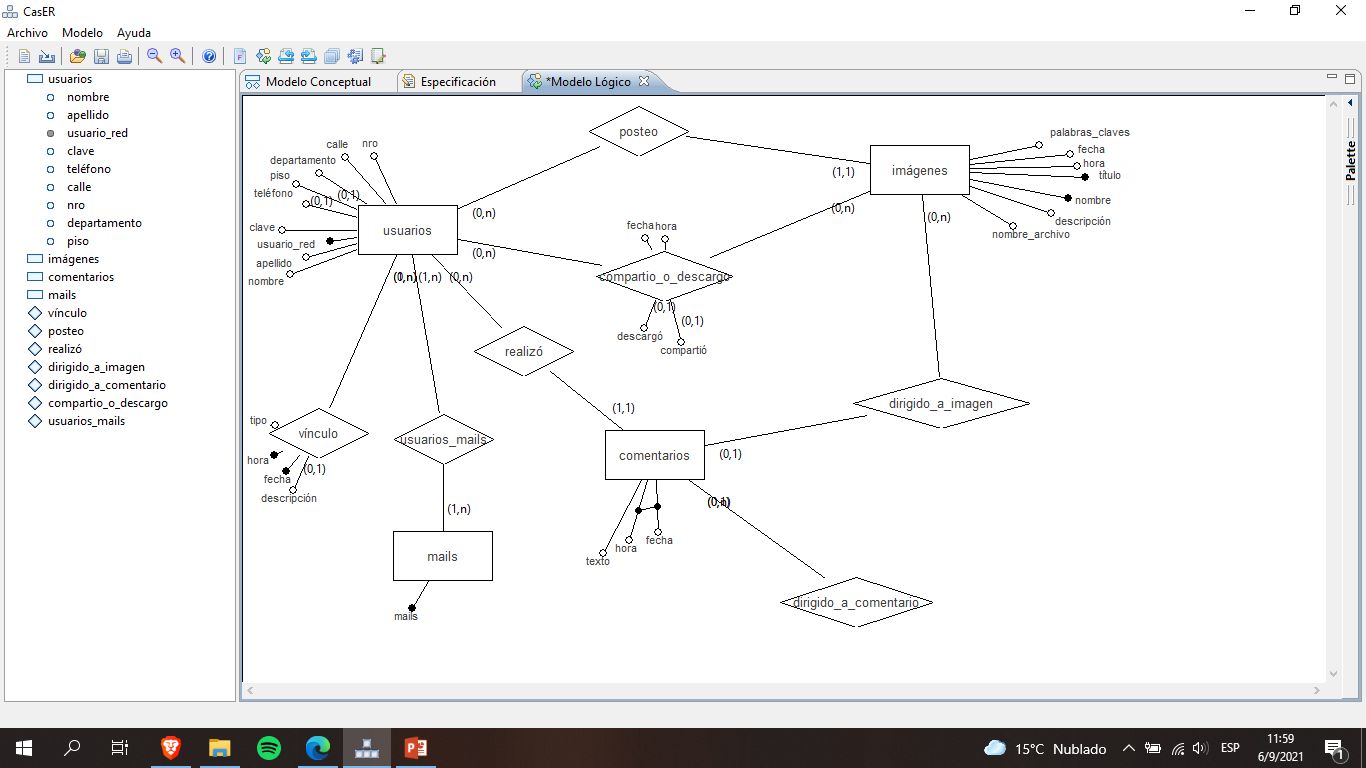 CasER
Archivo Modelo Ayuda
usuarios
nombre
apellido
usuario_red
clave
teléfono
calle
nro
departamento
piso
imágenes
comentarios
mails
vínculo
posteo
realizó
dirigido_a_imagen
dirigido_a_comentario
compartio_o_descargo
usuarios_mails
Modelo Conceptual Especificación *Modelo Lógico
Palette
posteo
calle nro
departamento
piso
teléfono
(0,1) (0,1)
clave
usuario_red
apellido
nombre
usuarios
(0,n)
(0,n)
(1,n) (0,n)
(1,1)
(0,n)
imágenes
palabras_claves
fecha
hora
título
nombre
descripción
nombre_archivo
(0,n)
fecha hora
compartio_o_descargo
(0,1)
(0,1)
descargó
compartió
realizó
(1,1)
dirigido_a_imagen
tipo
vínculo
hora
fecha
(0,1)
descripción
usuarios_mails
(1,n)
comentarios
(0,1)
texto
hora
fecha
mails
mails
dirigido_a_comentario
15°C Nublado
ESP
11:59
6/9/2021
1